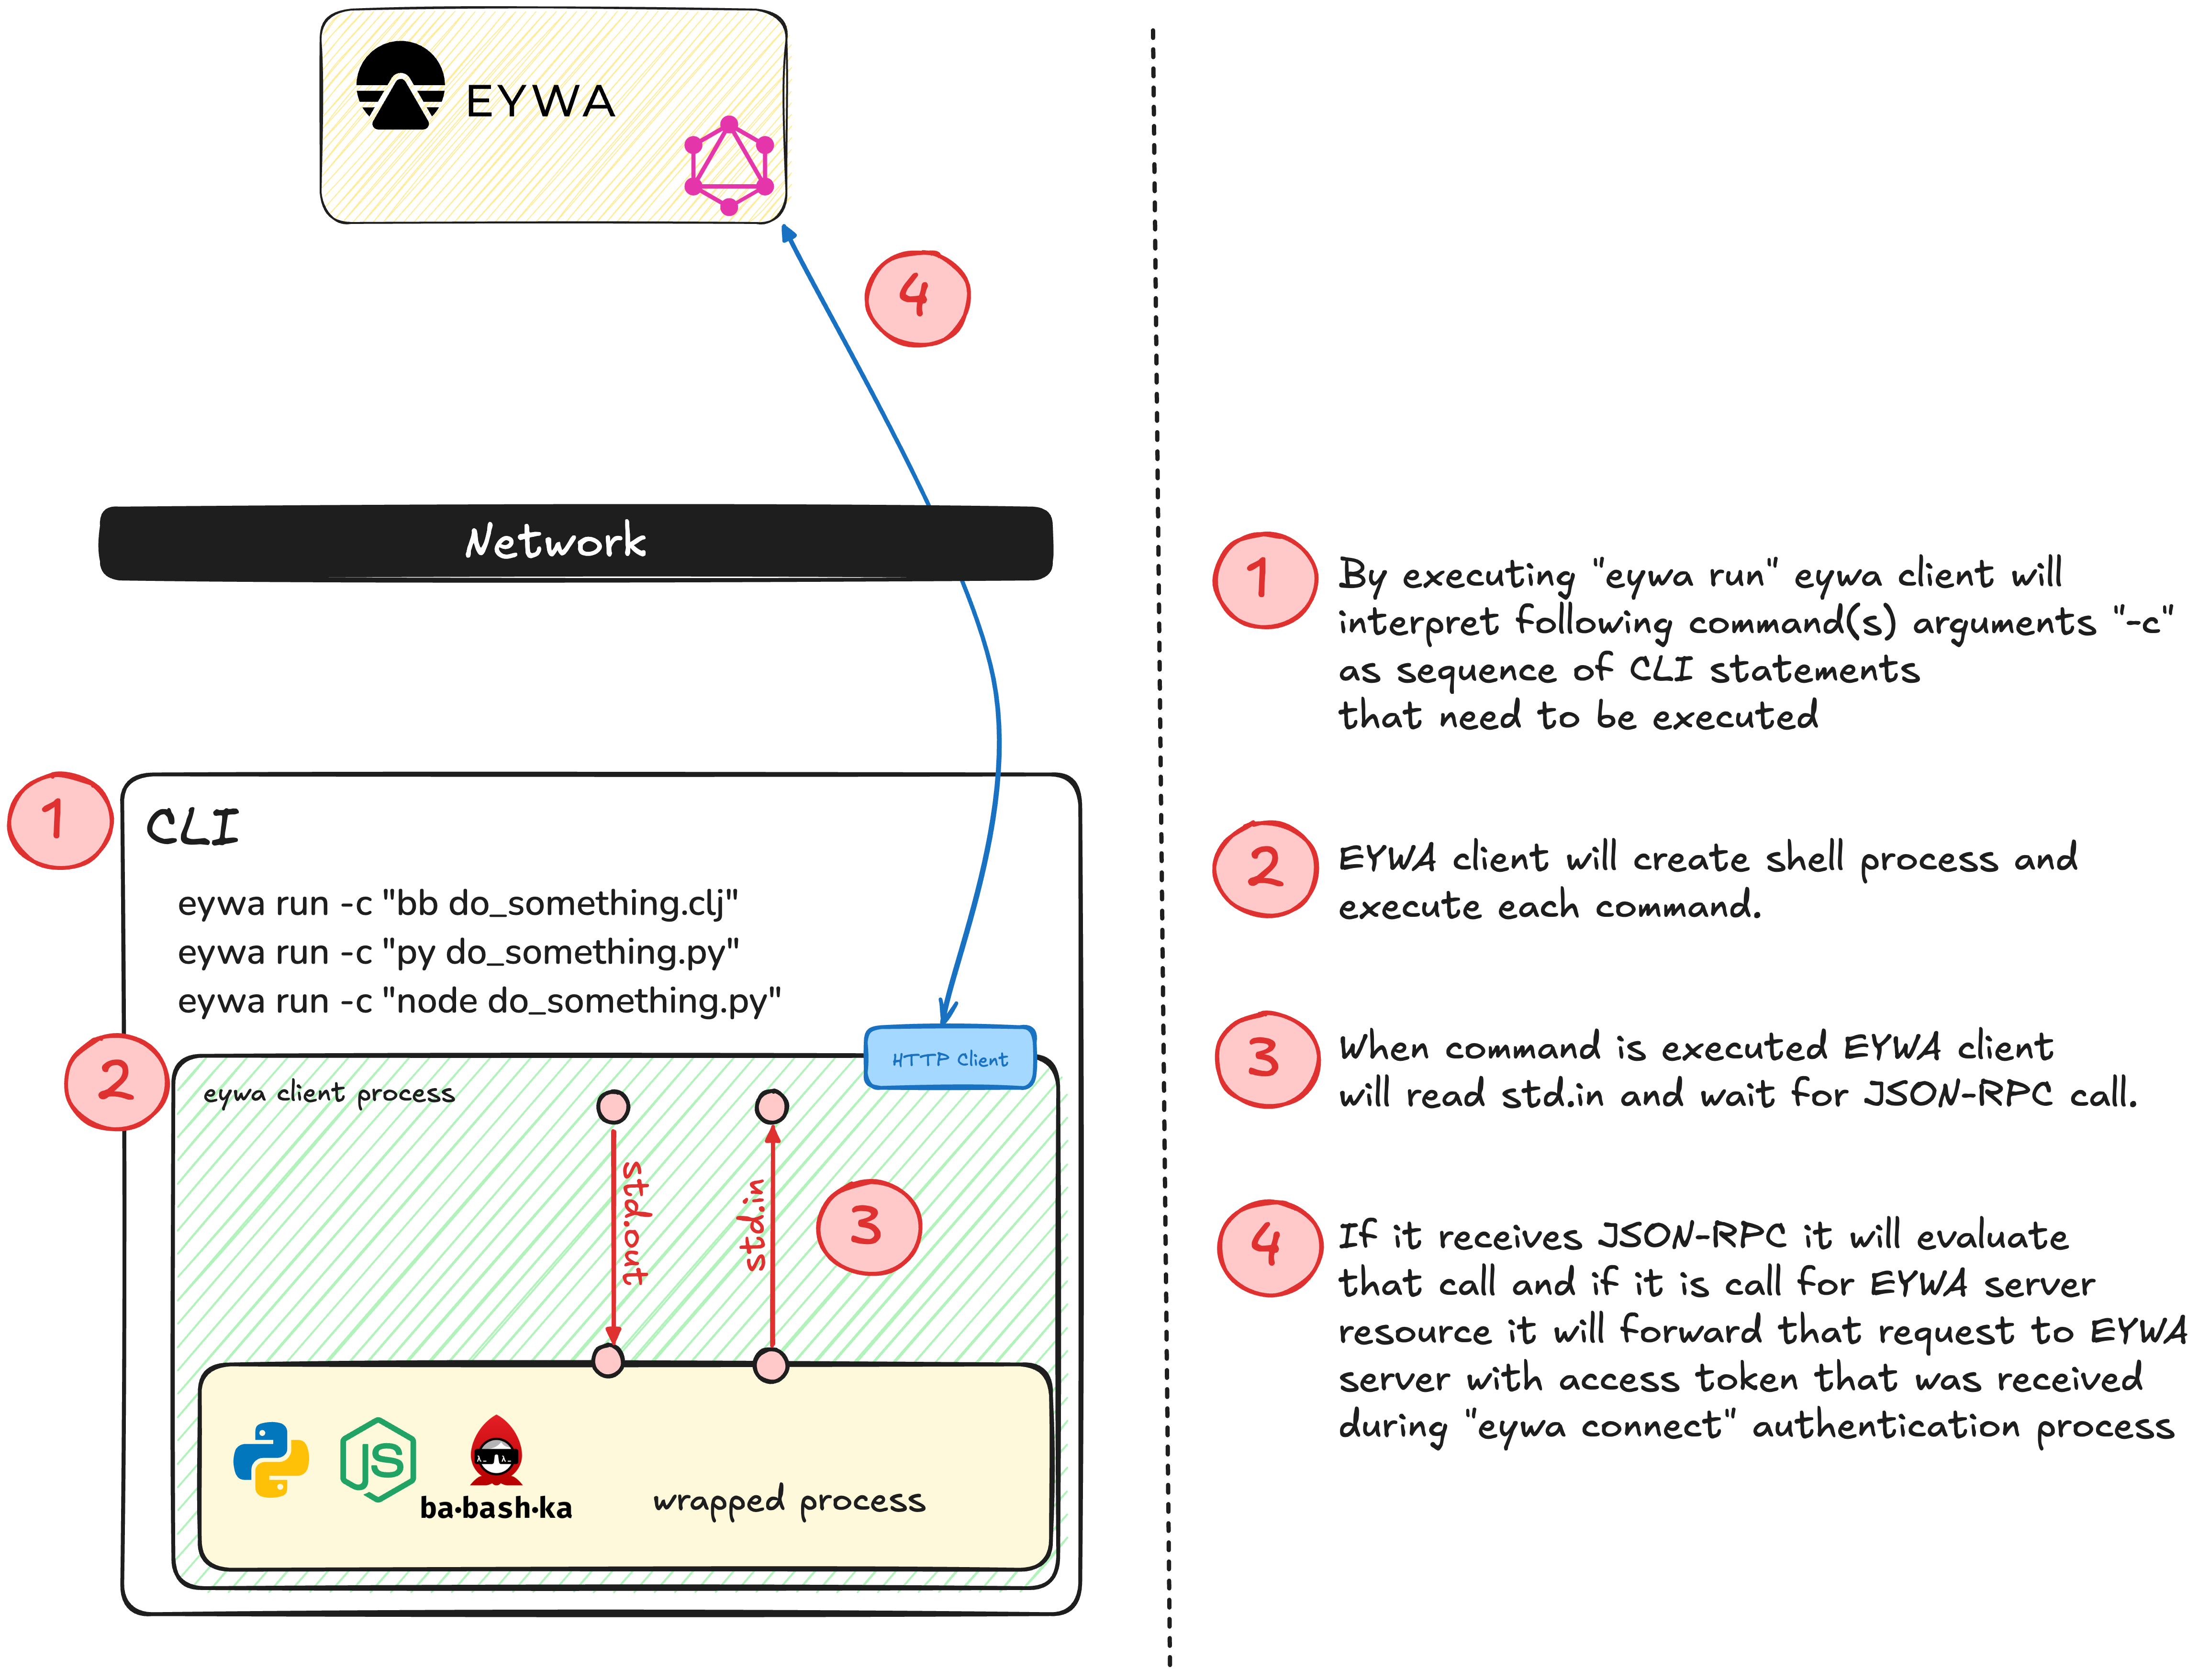 EYWA
4
Network
1
CLI
eywa run -c "bb do_something.clj"
eywa run -c "py do_something.py"
eywa run -c "node do_something.py"
2
HTTP Client
eywa client process
std.out
std.in
3
JS
ba·bash·ka
wrapped process
1
By executing "eywa run" eywa client will
interpret following command(s) arguments "-c"
as sequence of CLI statements
that need to be executed
2
EYWA client will create shell process and
execute each command.
3
When command is executed EYWA client
will read std.in and wait for JSON-RPC call.
4
If it receives JSON-RPC it will evaluate
that call and if it is call for EYWA server
resource it will forward that request to EYWA
server with access token that was received
during "eywa connect" authentication process